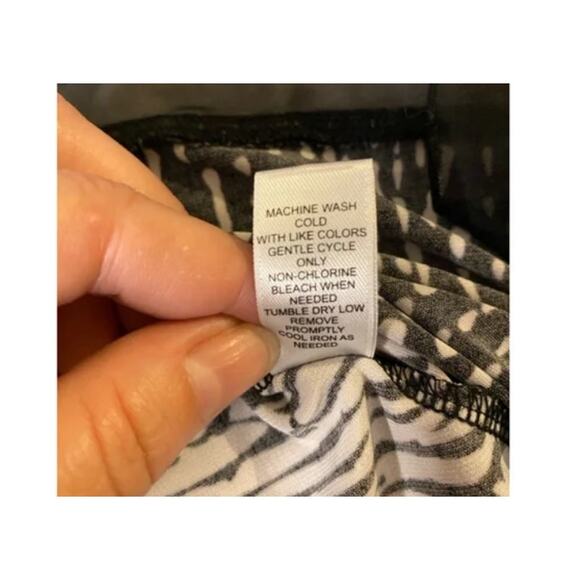 MACHINE WASH
COLD
WITH LIKE COLORS
GENTLE CYCLE
ONLY
NON-CHLORINE
BLEACH WHEN
NEEDED
TUMBLE DRY LOW
REMOVE
PROMPTLY
COOL IRON AS
NEEDED